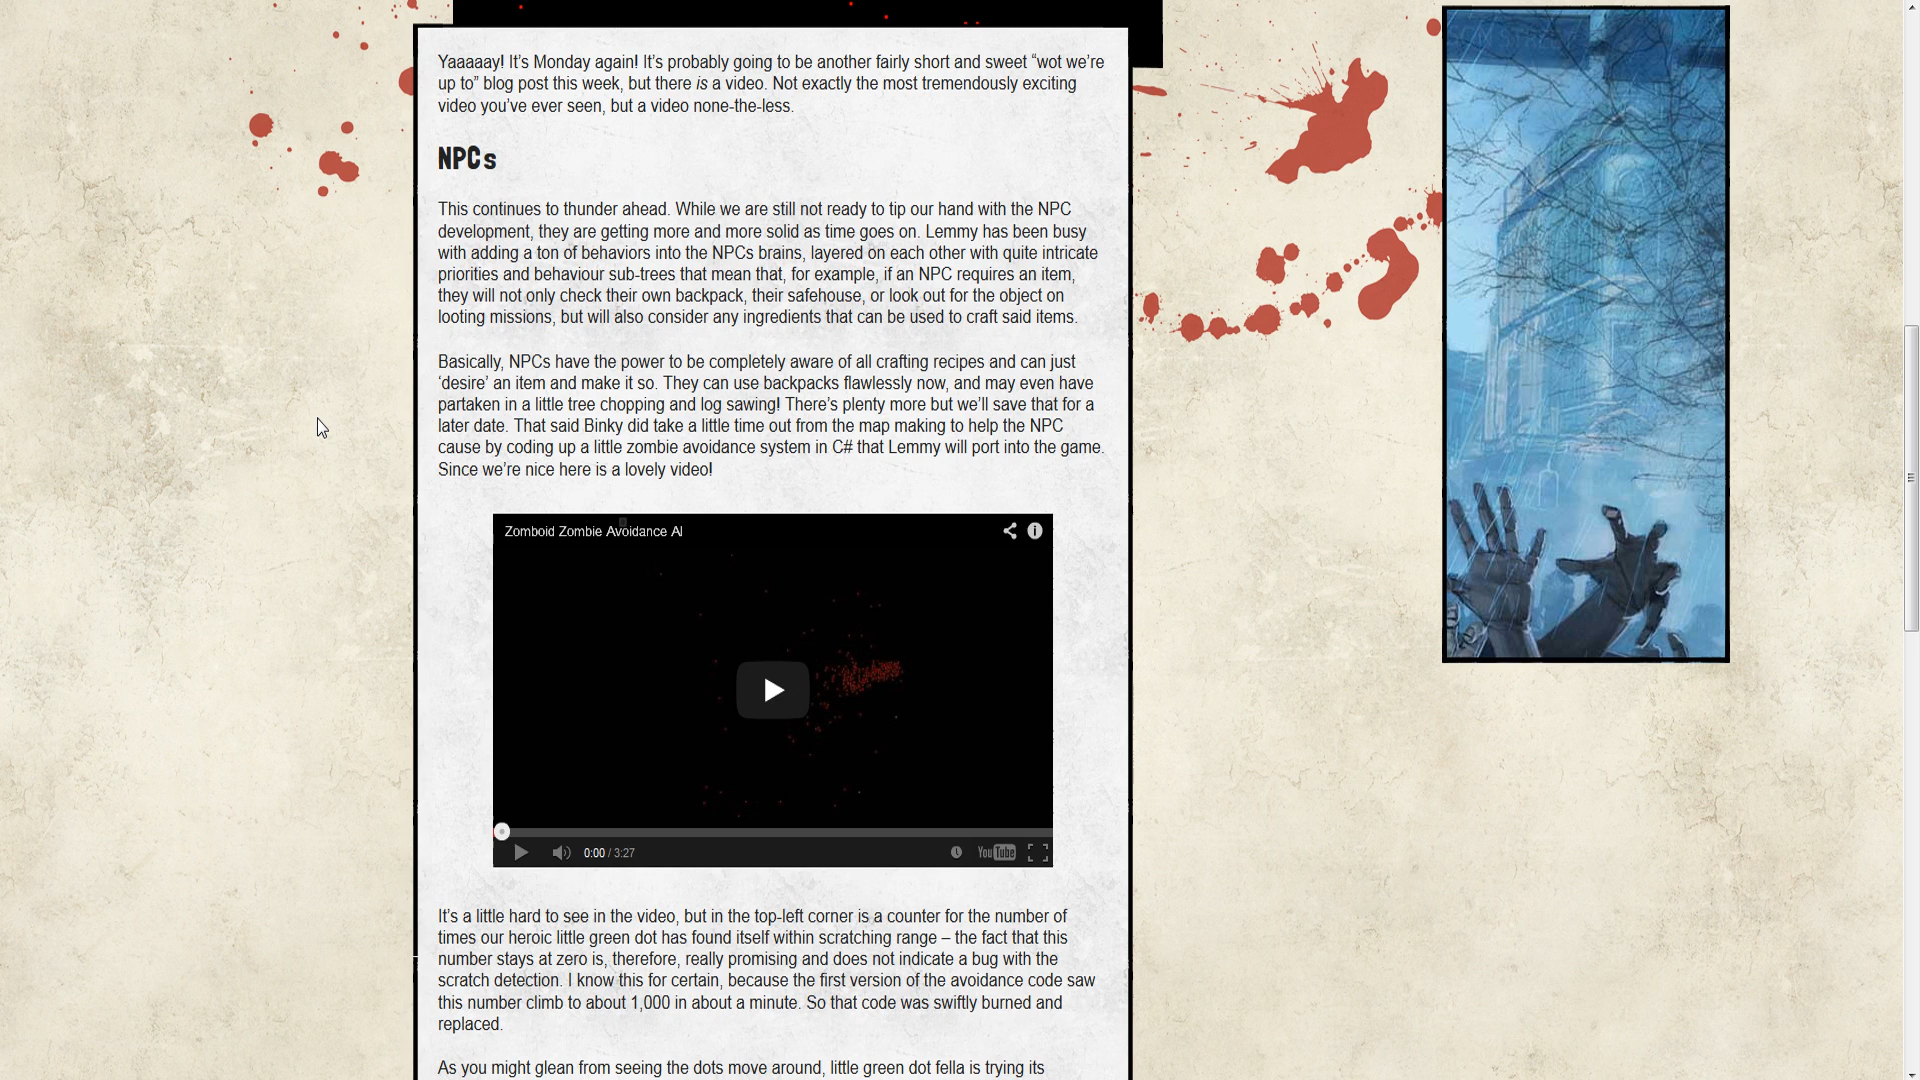 Yaaaaay! It’s Monday again! It’s probably going to be another fairly short and sweet “wot we’re
up to” blog post this week, but there is a video. Not exactly the most tremendously exciting
video you’ve ever seen, but a video none-the-less.
NPCs
This continues to thunder ahead. While we are still not ready to tip our hand with the NPC
development, they are getting more and more solid as time goes on. Lemmy has been busy
with adding a ton of behaviors into the NPCs brains, layered on each other with quite intricate
priorities and behaviour sub-trees that mean that, for example, if an NPC requires an item,
they will not only check their own backpack, their safehouse, or look out for the object on
looting missions, but will also consider any ingredients that can be used to craft said items.
Basically, NPCs have the power to be completely aware of all crafting recipes and can just
‘desire’ an item and make it so. They can use backpacks flawlessly now, and may even have
partaken in a little tree chopping and log sawing! There’s plenty more but we’ll save that for a
later date. That said Binky did take a little time out from the map making to help the NPC
cause by coding up a little zombie avoidance system in C# that Lemmy will port into the game.
Since we’re nice here is a lovely video!
Zomboid Zombie Avoidance AI
0:00 / 3:27
YouTube
It’s a little hard to see in the video, but in the top-left corner is a counter for the number of
times our heroic little green dot has found itself within scratching range – the fact that this
number stays at zero is, therefore, really promising and does not indicate a bug with the
scratch detection. I know this for certain, because the first version of the avoidance code saw
this number climb to about 1,000 in about a minute. So that code was swiftly burned and
replaced.
As you might glean from seeing the dots move around, little green dot fella is trying its